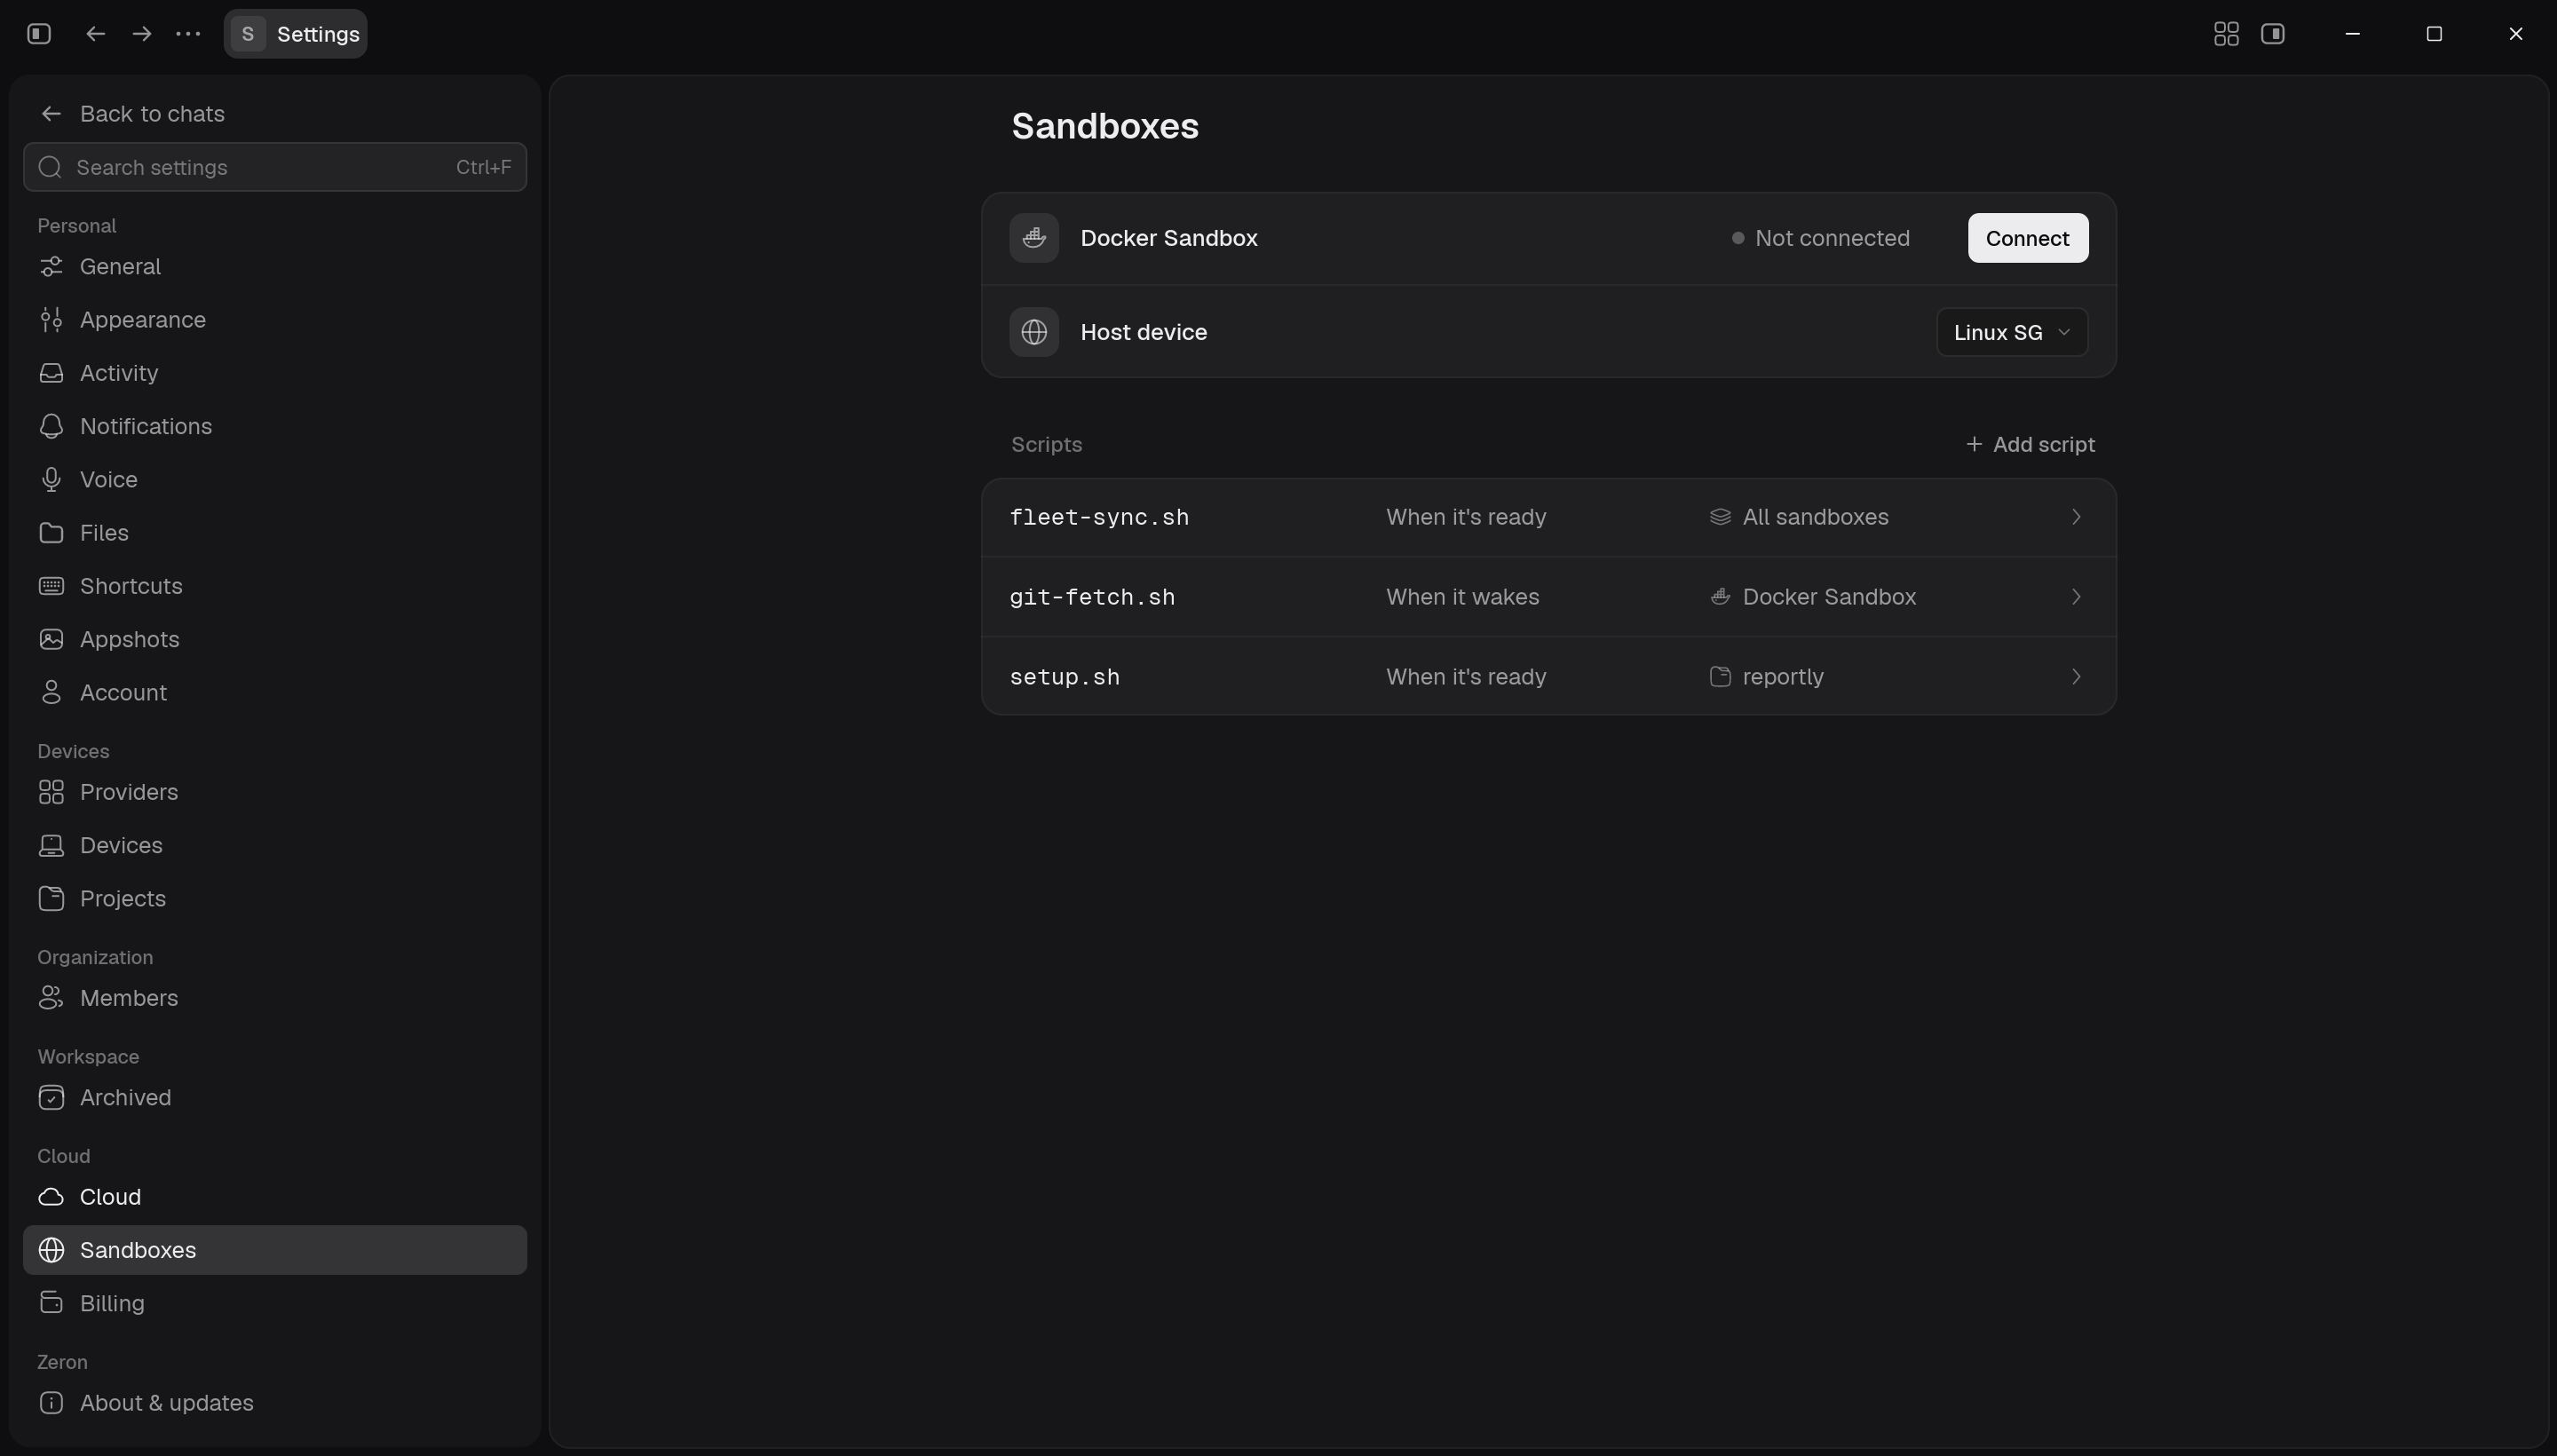 S Settings
Back to chats
Search settings Ctrl+F
Personal
General
Appearance
Activity
Notifications
Voice
Files
Shortcuts
Appshots
Account
Devices
Providers
Devices
Projects
Organization
Members
Workspace
Archived
Cloud
Cloud
Sandboxes
Billing
Zeron
About & updates
Sandboxes
Docker Sandbox Not connected Connect
Host device Linux SG
Scripts Add script
fleet-sync.sh When it's ready All sandboxes
git-fetch.sh When it wakes Docker Sandbox
setup.sh When it's ready reportly